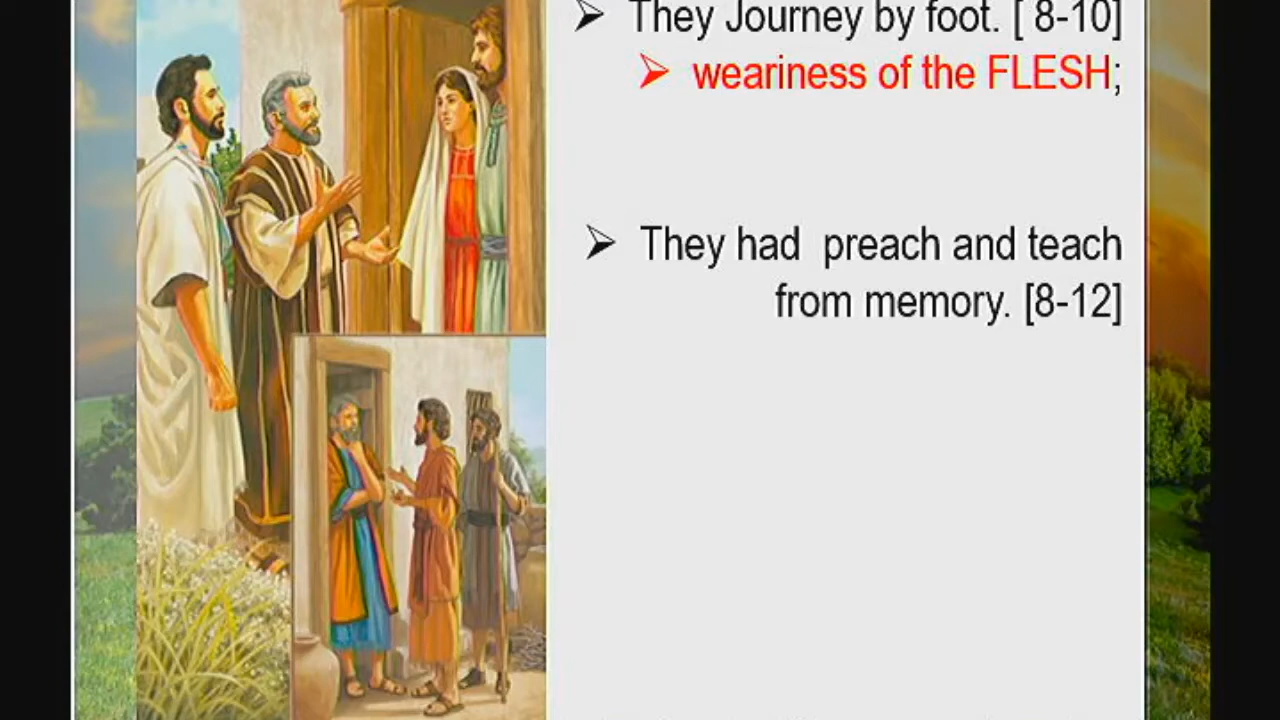 ➢ They Journey by foot. [ 8-10]
➢ weariness of the FLESH;
➢ They had preach and teach
from memory. [8-12]